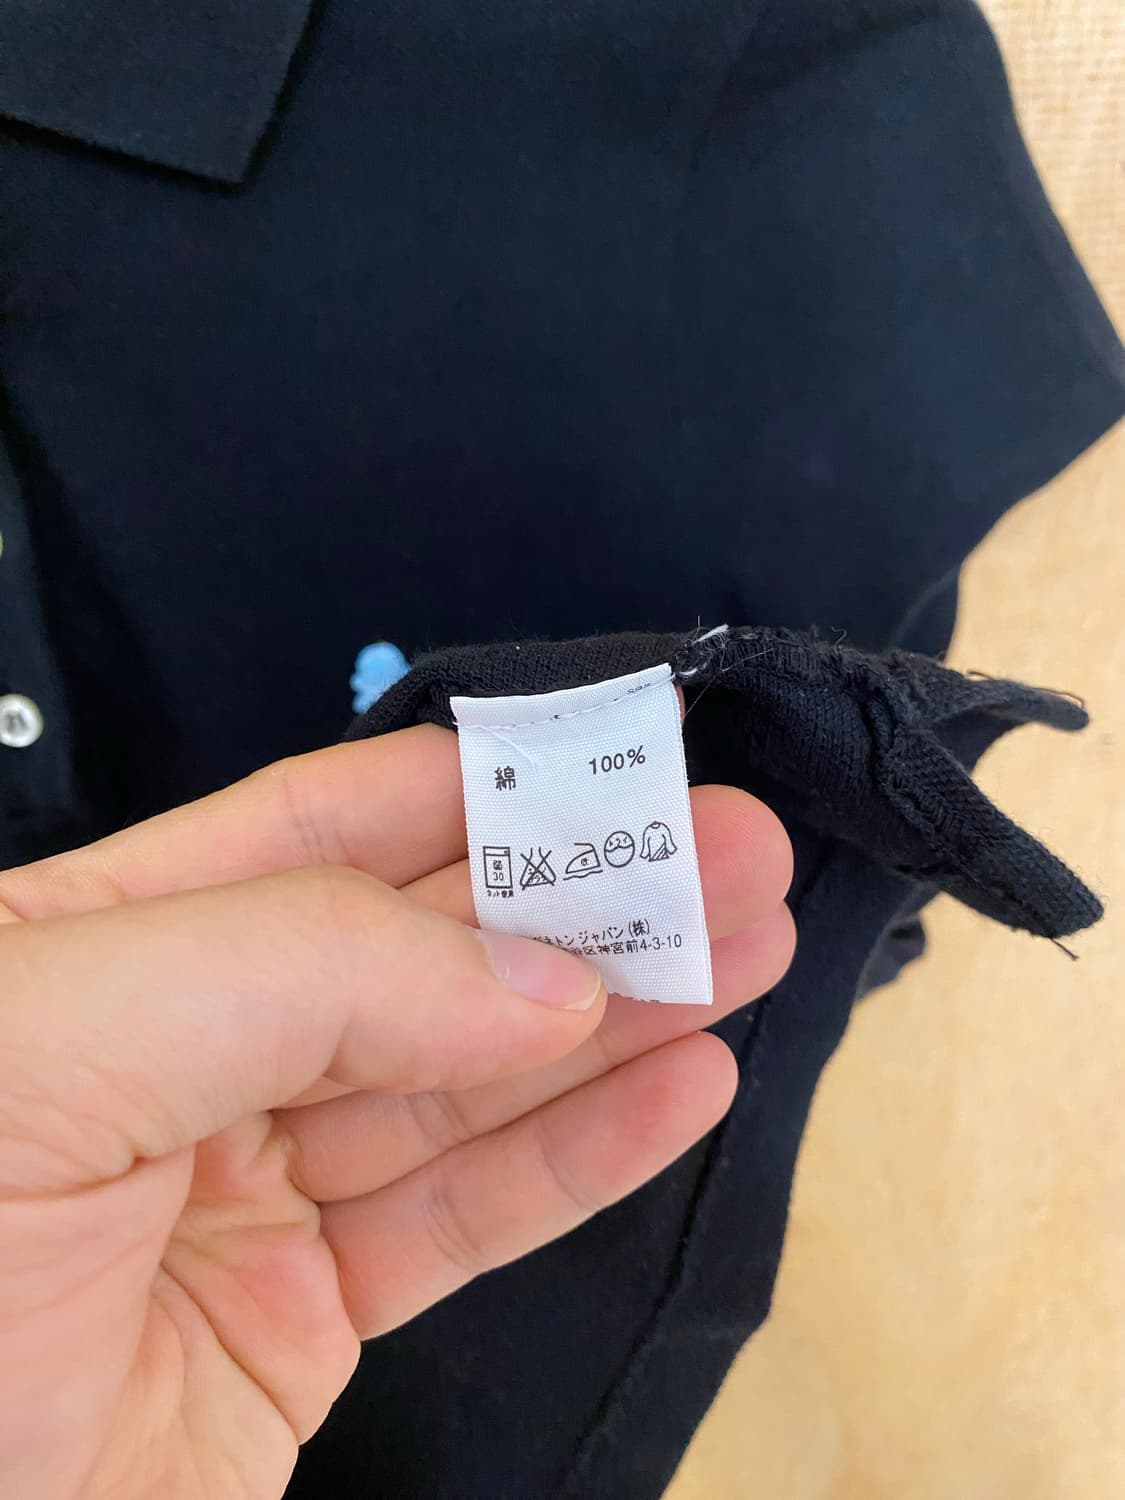 綿 100%
30
ネット使用
ネトンジャパン(株)
区神宮前4-3-10